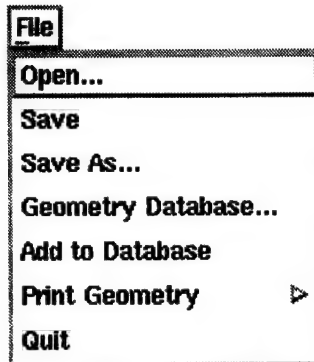 File
Open...
Save
Save As...
Geometry Database...
Add to Database
Print Geometry
Quit